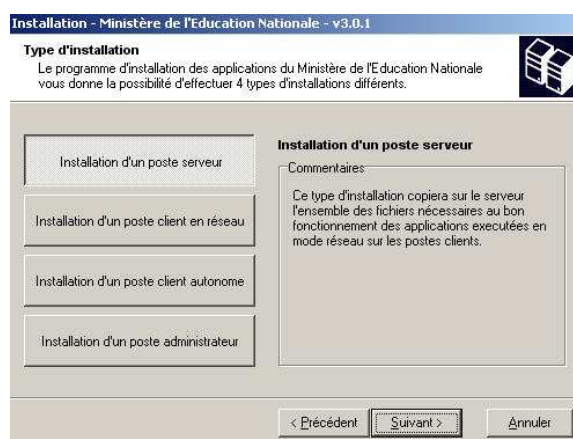 Installation - Ministère de l'Education Nationale - v3.0.1
Type d'installation
Le programme d'installation des applications du Ministère de l'Education Nationale
vous donne la possibilité d'effectuer 4 types d'installations différents.
Installation d'un poste serveur
Installation d'un poste client en réseau
Installation d'un poste client autonome
Installation d'un poste administrateur
Installation d'un poste serveur
Commentaires
Ce type d'installation copiera sur le serveur
l'ensemble des fichiers nécessaires au bon
fonctionnement des applications executées en
mode réseau sur les postes clients.
< Précédent
Suivant >
Annuler